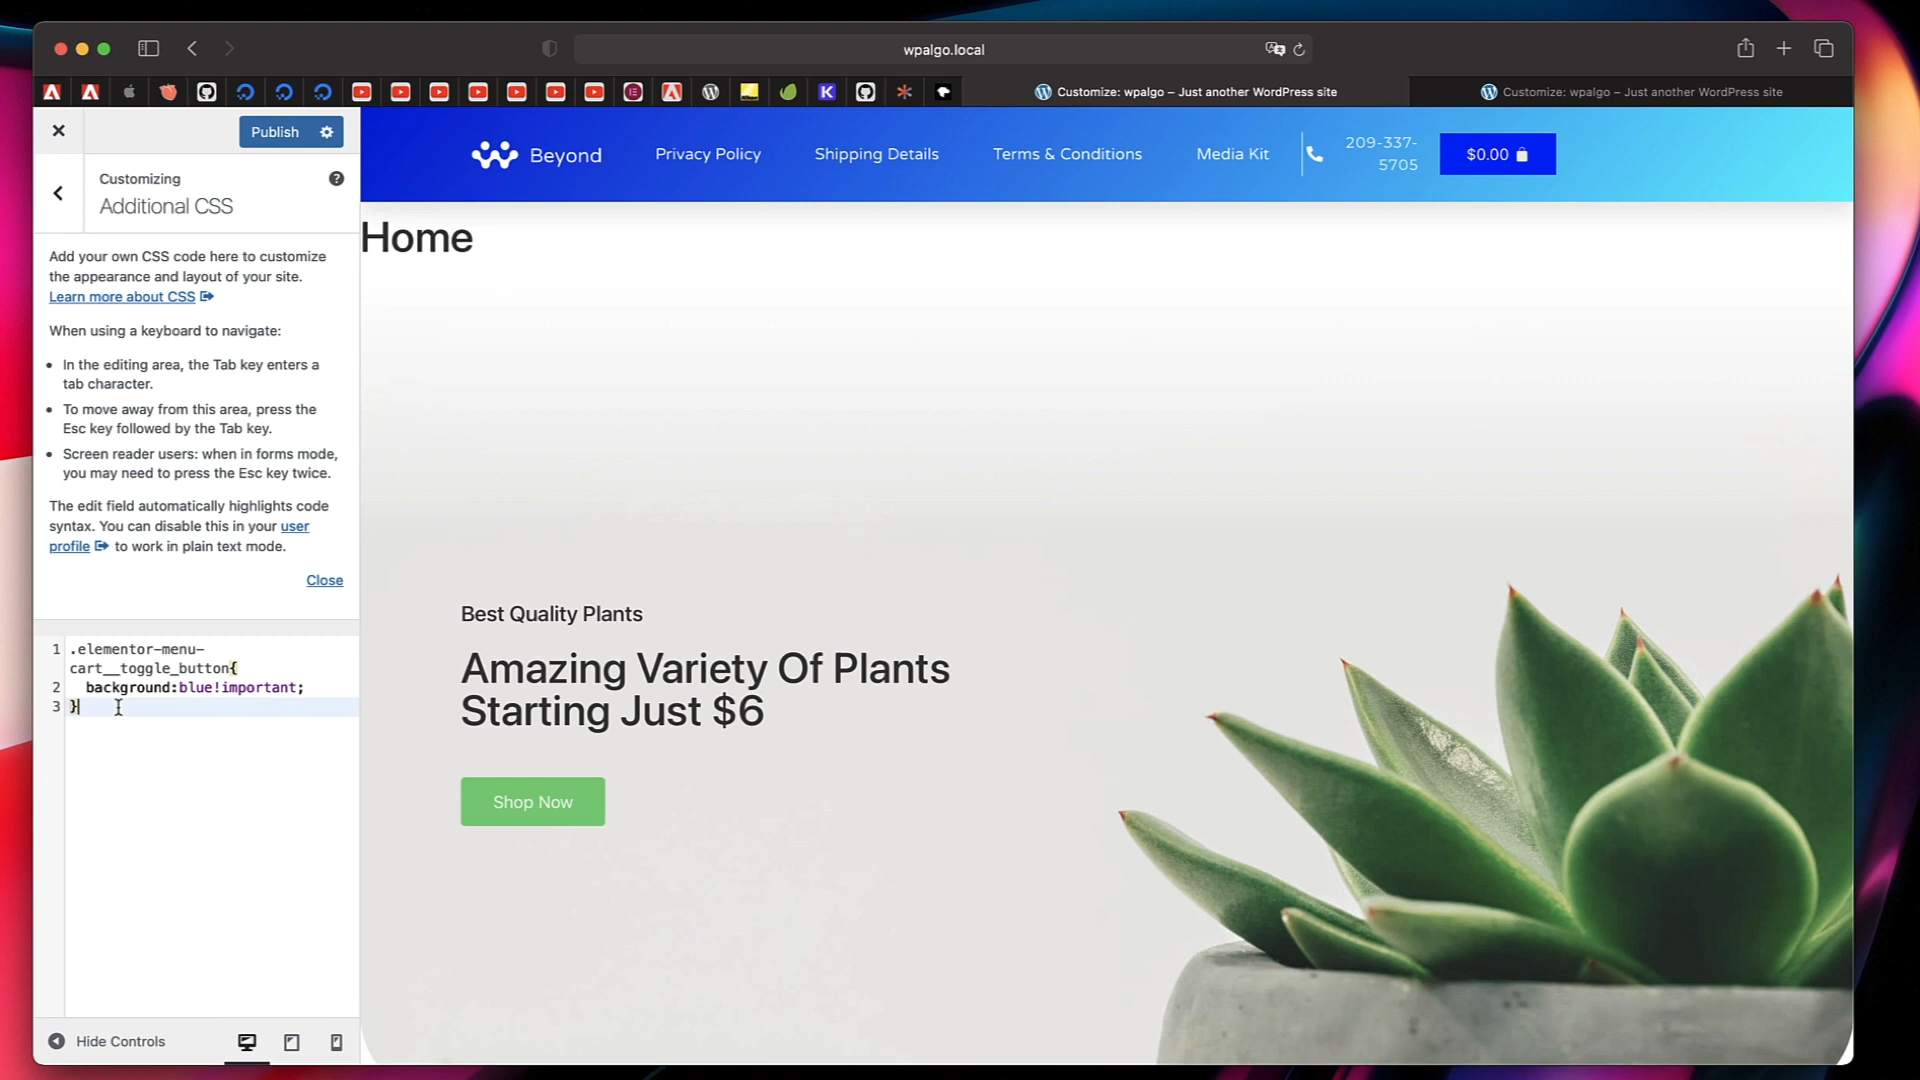 wpalgo.local
Customize: wpalgo – Just another WordPress site
Customize: wpalgo – Just another WordPress site
Publish
Customizing
Additional CSS
Add your own CSS code here to customize
the appearance and layout of your site.
Learn more about CSS
When using a keyboard to navigate:
In the editing area, the Tab key enters a
tab character.
To move away from this area, press the
Esc key followed by the Tab key.
Screen reader users: when in forms mode,
you may need to press the Esc key twice.
The edit field automatically highlights code
syntax. You can disable this in your user
profile to work in plain text mode.
Close
1 .elementor-menu-
cart__toggle_button{
2 background:blue!important;
3 }
Hide Controls
Beyond
Privacy Policy
Shipping Details
Terms & Conditions
Media Kit
209-337-
5705
$0.00
Home
Best Quality Plants
Amazing Variety Of Plants
Starting Just $6
Shop Now